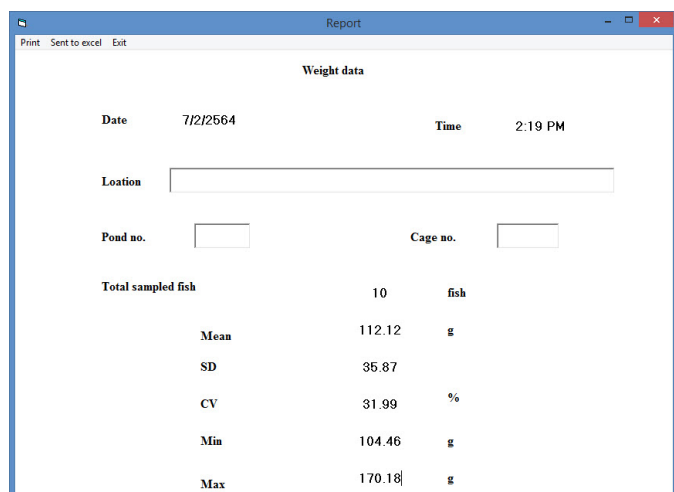 Report
Print Sent to excel Exit
Weight data
Date 7/2/2564 Time 2:19 PM
Loation
Pond no. Cage no.
Total sampled fish 10 fish
Mean 112.12 g
SD 35.87
CV 31.99 %
Min 104.46 g
Max 170.18 g